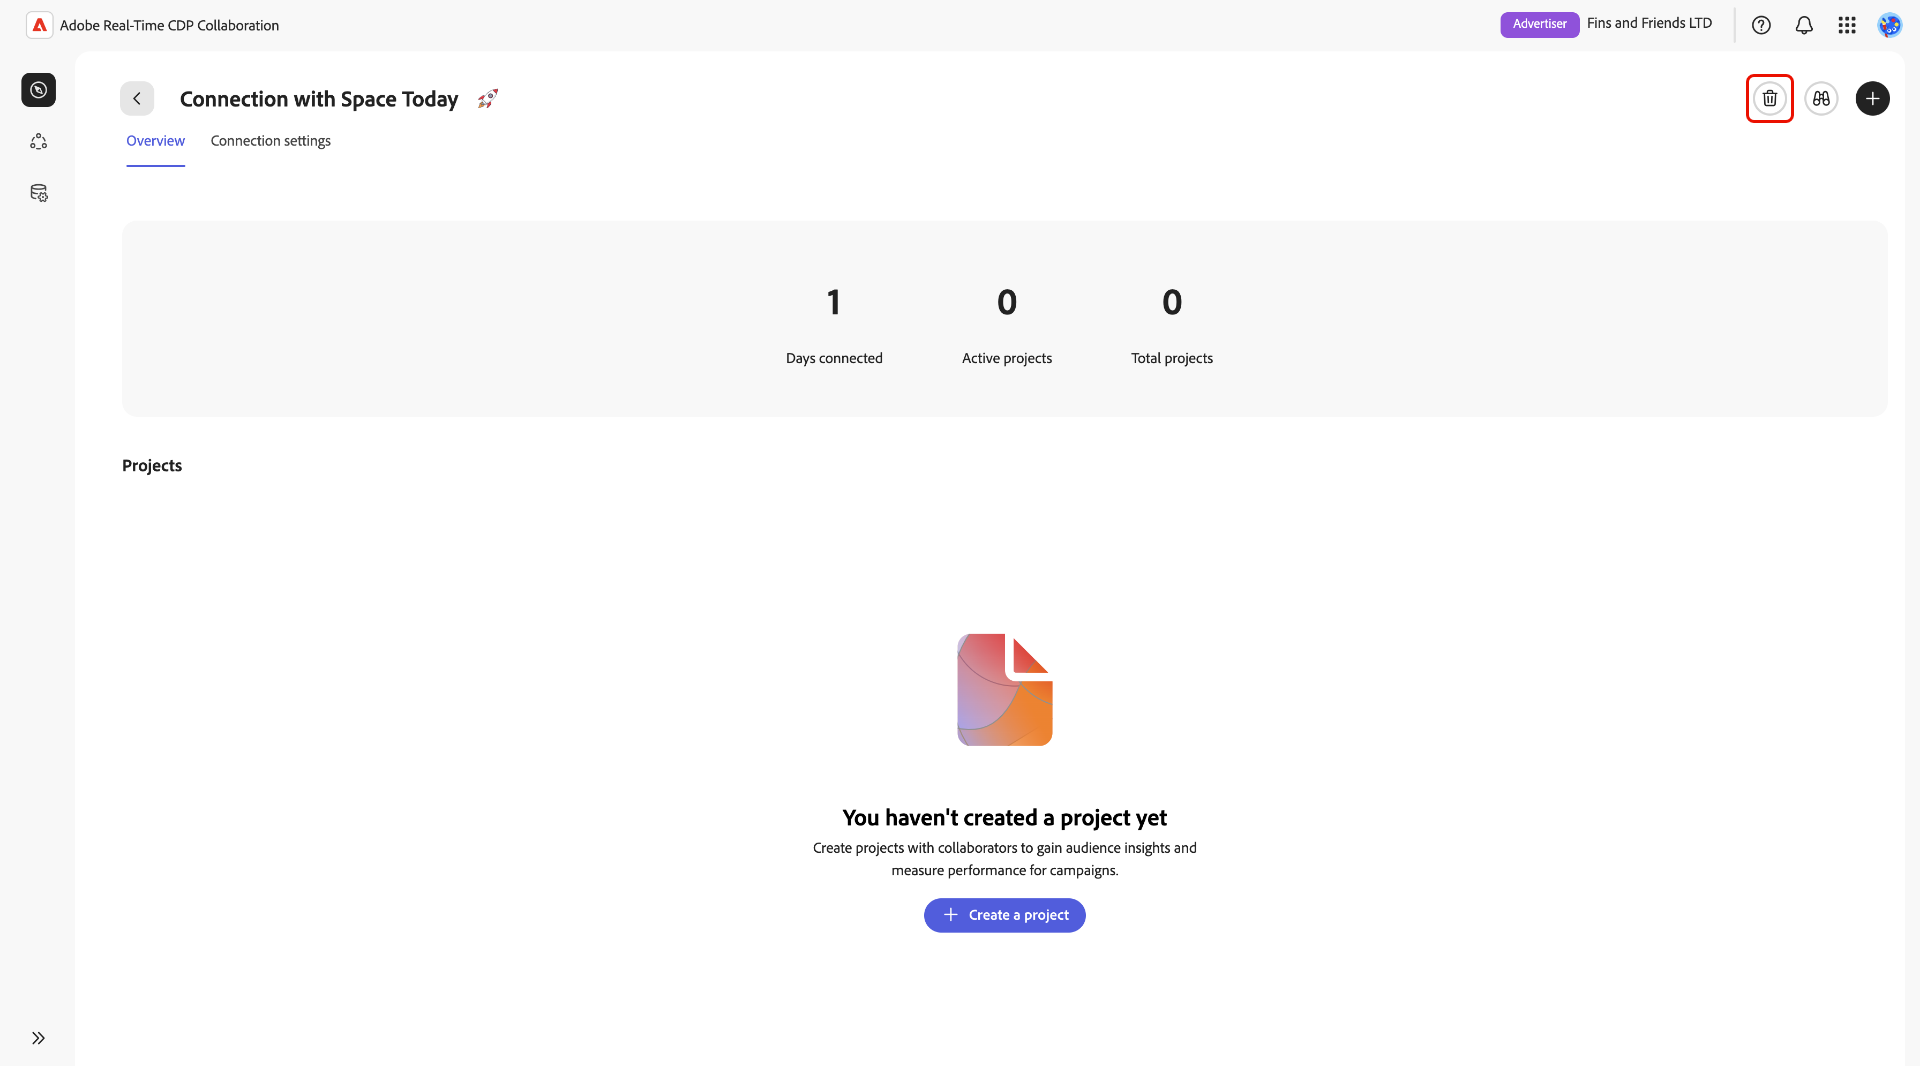 Adobe Real-Time CDP Collaboration
Advertiser
Fins and Friends LTD
Connection with Space Today
Overview
Connection settings
1
0
0
Days connected
Active projects
Total projects
Projects
You haven't created a project yet
Create projects with collaborators to gain audience insights and
measure performance for campaigns.
Create a project